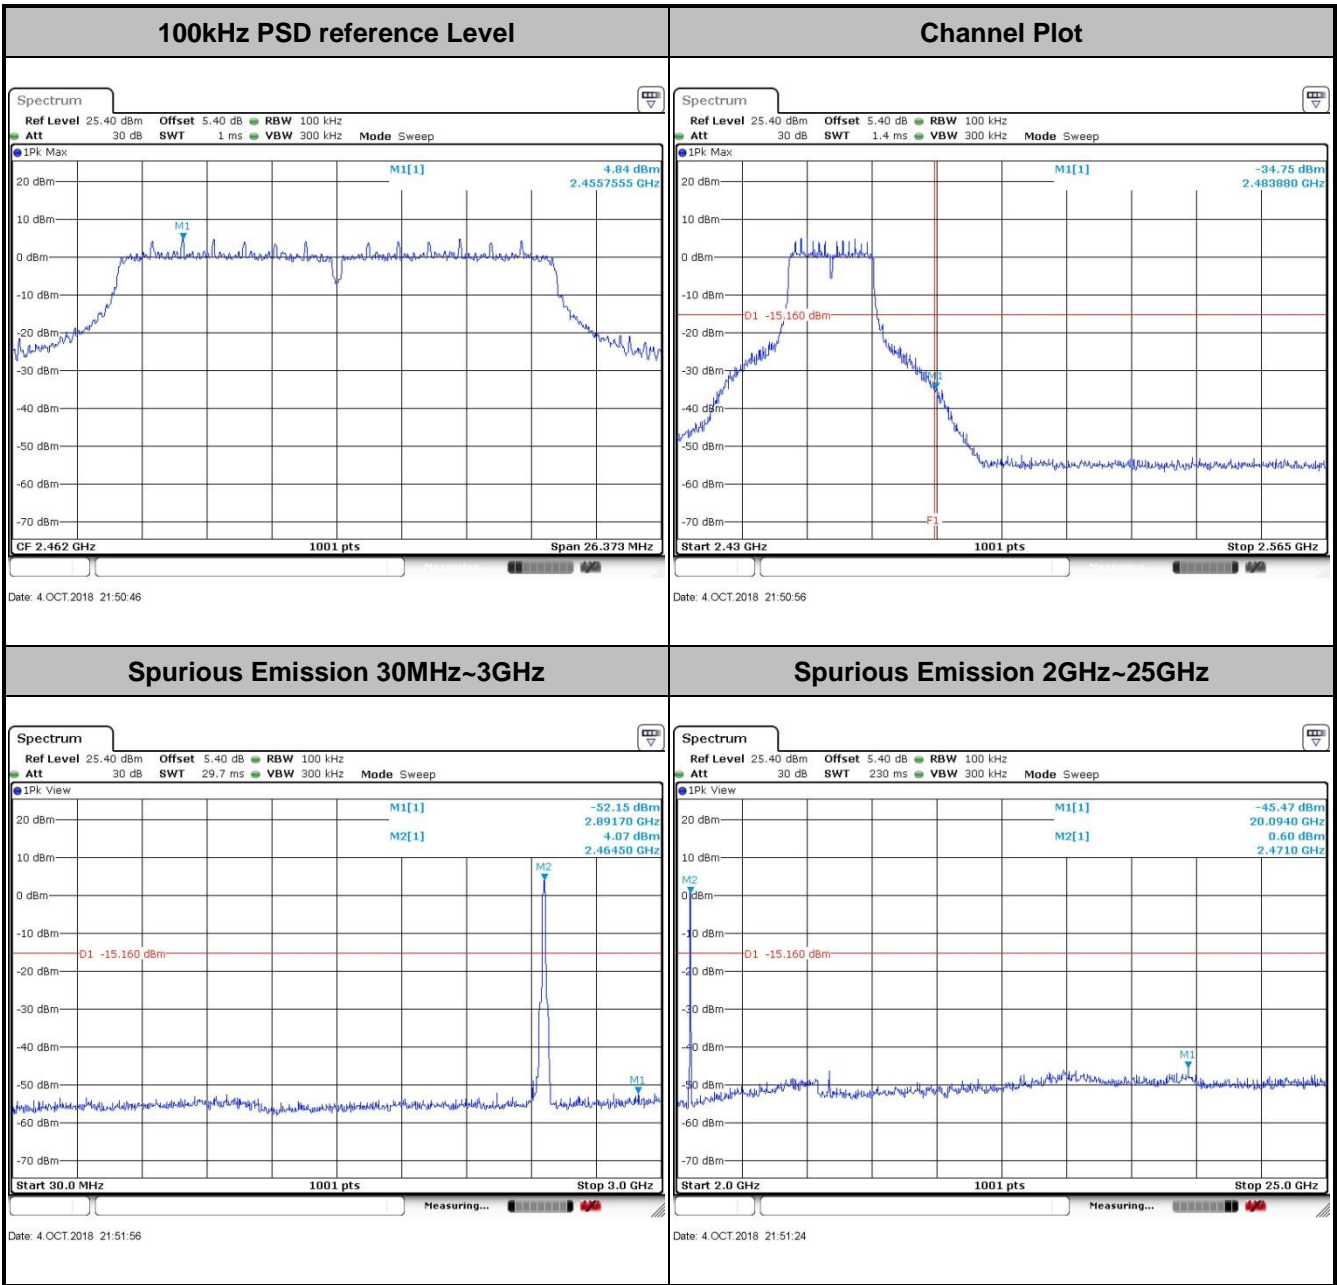 100kHz PSD reference Level
Spectrum
Ref Level 25.40 dBm Offset 5.40 dB RBW 100 kHz
Att 30 dB SWT 1 ms VBW 300 kHz Mode Sweep
1Pk Max
M1[1] 4.84 dBm
2.4557555 GHz
20 dBm
10 dBm
M1
0 dBm
-10 dBm
-20 dBm
-30 dBm
-40 dBm
-50 dBm
-60 dBm
-70 dBm
CF 2.462 GHz 1001 pts Span 26.373 MHz
Measuring...
Date: 4.OCT.2018 21:50:46
Channel Plot
Spectrum
Ref Level 25.40 dBm Offset 5.40 dB RBW 100 kHz
Att 30 dB SWT 1.4 ms VBW 300 kHz Mode Sweep
1Pk Max
M1[1] -34.75 dBm
2.483880 GHz
20 dBm
10 dBm
0 dBm
-10 dBm
D1 -15.160 dBm
-20 dBm
-30 dBm
M1
-40 dBm
-50 dBm
-60 dBm
-70 dBm
F1
Start 2.43 GHz 1001 pts Stop 2.565 GHz
Measuring...
Date: 4.OCT.2018 21:50:56
Spurious Emission 30MHz~3GHz
Spectrum
Ref Level 25.40 dBm Offset 5.40 dB RBW 100 kHz
Att 30 dB SWT 29.7 ms VBW 300 kHz Mode Sweep
1Pk View
M1[1] -52.15 dBm
2.89170 GHz
M2[1] 4.07 dBm
2.46450 GHz
20 dBm
10 dBm
M2
0 dBm
-10 dBm
D1 -15.160 dBm
-20 dBm
-30 dBm
-40 dBm
-50 dBm
M1
-60 dBm
-70 dBm
Start 30.0 MHz 1001 pts Stop 3.0 GHz
Measuring...
Date: 4.OCT.2018 21:51:56
Spurious Emission 2GHz~25GHz
Spectrum
Ref Level 25.40 dBm Offset 5.40 dB RBW 100 kHz
Att 30 dB SWT 230 ms VBW 300 kHz Mode Sweep
1Pk View
M1[1] -45.47 dBm
20.0940 GHz
M2[1] 0.60 dBm
2.4710 GHz
20 dBm
10 dBm
M2
0 dBm
-10 dBm
D1 -15.160 dBm
-20 dBm
-30 dBm
-40 dBm
M1
-50 dBm
-60 dBm
-70 dBm
Start 2.0 GHz 1001 pts Stop 25.0 GHz
Measuring...
Date: 4.OCT.2018 21:51:24